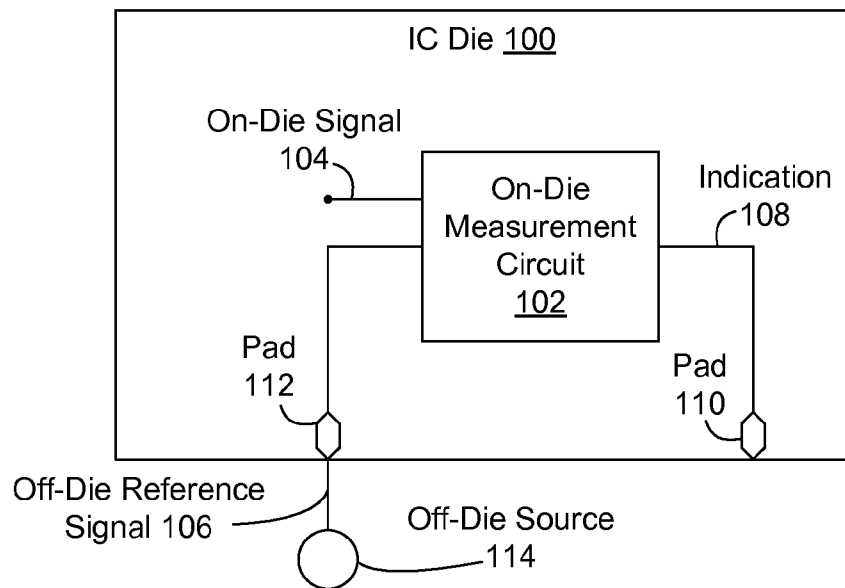 IC Die 100
On-Die Signal
104
On-Die
Measurement
Circuit
102
Indication
108
Pad
112
Pad
110
Off-Die Reference
Signal 106
Off-Die Source
114